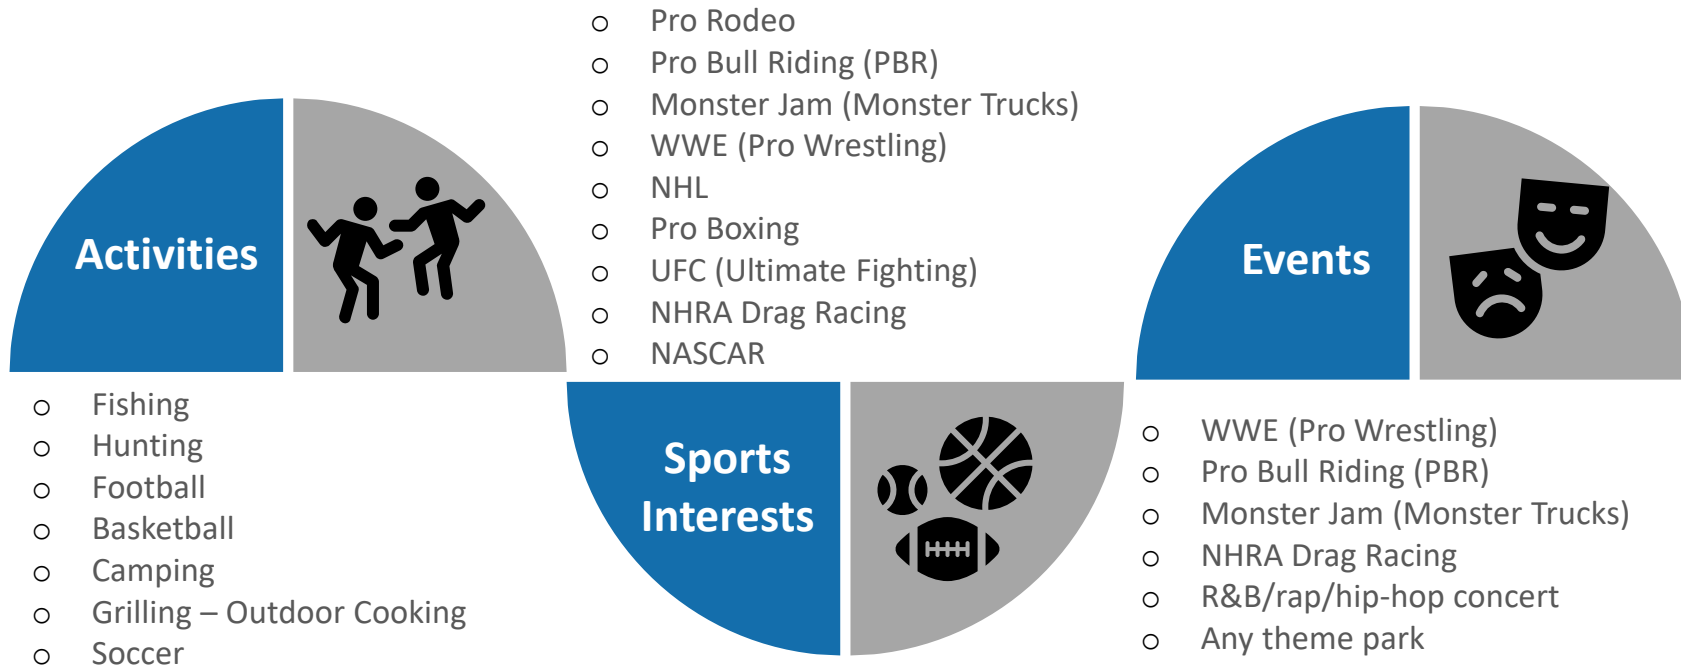 Activities
o Fishing
o Hunting
o Football
o Basketball
o Camping
o Grilling – Outdoor Cooking
o Soccer
o Pro Rodeo
o Pro Bull Riding (PBR)
o Monster Jam (Monster Trucks)
o WWE (Pro Wrestling)
o NHL
o Pro Boxing
o UFC (Ultimate Fighting)
o NHRA Drag Racing
o NASCAR
Sports
Interests
Events
o WWE (Pro Wrestling)
o Pro Bull Riding (PBR)
o Monster Jam (Monster Trucks)
o NHRA Drag Racing
o R&B/rap/hip-hop concert
o Any theme park